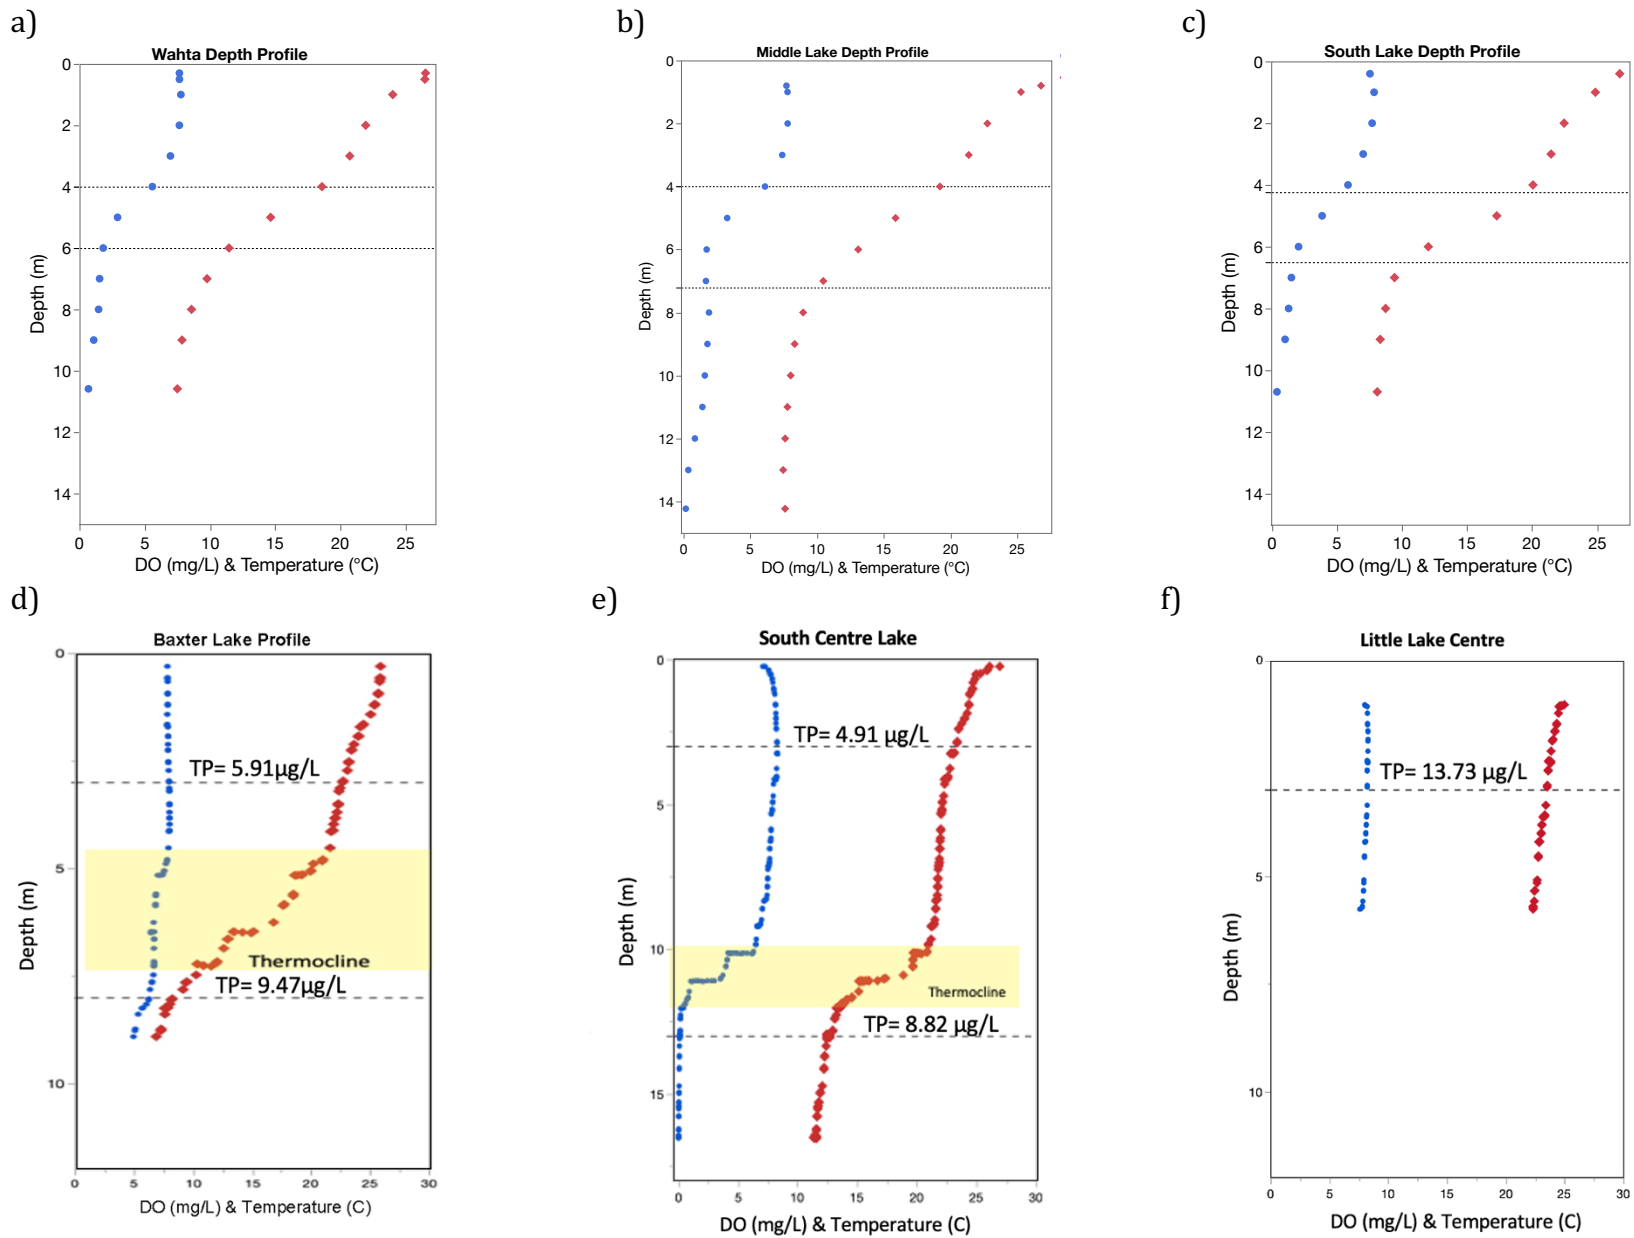 a)
b)
c)
Wahta Depth Profile
Middle Lake Depth Profile
South Lake Depth Profile
0
2
4
6
8
10
12
14
Depth (m)
0 5 10 15 20 25
DO (mg/L) & Temperature (°C)
0
2
4
6
8
10
12
14
Depth (m)
0 5 10 15 20 25
DO (mg/L) & Temperature (°C)
0
2
4
6
8
10
12
14
Depth (m)
0 5 10 15 20 25
DO (mg/L) & Temperature (°C)
d)
e)
f)
Baxter Lake Profile
South Centre Lake
Little Lake Centre
0
5
10
Depth (m)
TP= 5.91µg/L
Thermocline
TP= 9.47µg/L
0 5 10 15 20 25 30
DO (mg/L) & Temperature (C)
0
5
10
15
Depth (m)
TP= 4.91 µg/L
Thermocline
TP= 8.82 µg/L
0 5 10 15 20 25 30
DO (mg/L) & Temperature (C)
0
5
10
Depth (m)
TP= 13.73 µg/L
0 5 10 15 20 25 30
DO (mg/L) & Temperature (C)